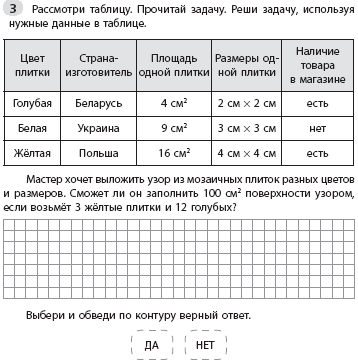 3 Рассмотри таблицу. Прочитай задачу. Реши задачу, используя
нужные данные в таблице.
Цвет плитки | Страна-изготовитель | Площадь одной плитки | Размеры одной плитки | Наличие товара в магазине
Голубая | Беларусь | 4 см² | 2 см × 2 см | есть
Белая | Украина | 9 см² | 3 см × 3 см | нет
Жёлтая | Польша | 16 см² | 4 см × 4 см | есть
Мастер хочет выложить узор из мозаичных плиток разных цветов
и размеров. Сможет ли он заполнить 100 см² поверхности узором,
если возьмёт 3 жёлтые плитки и 12 голубых?
Выбери и обведи по контуру верный ответ.
ДА НЕТ